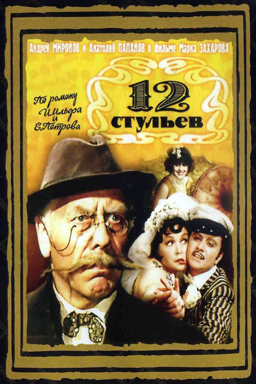 Андрей Миронов и Анатолий Папанов в фильме Марка Захарова
12
стульев
По роману
И.Ильфа
и
Е.Петрова